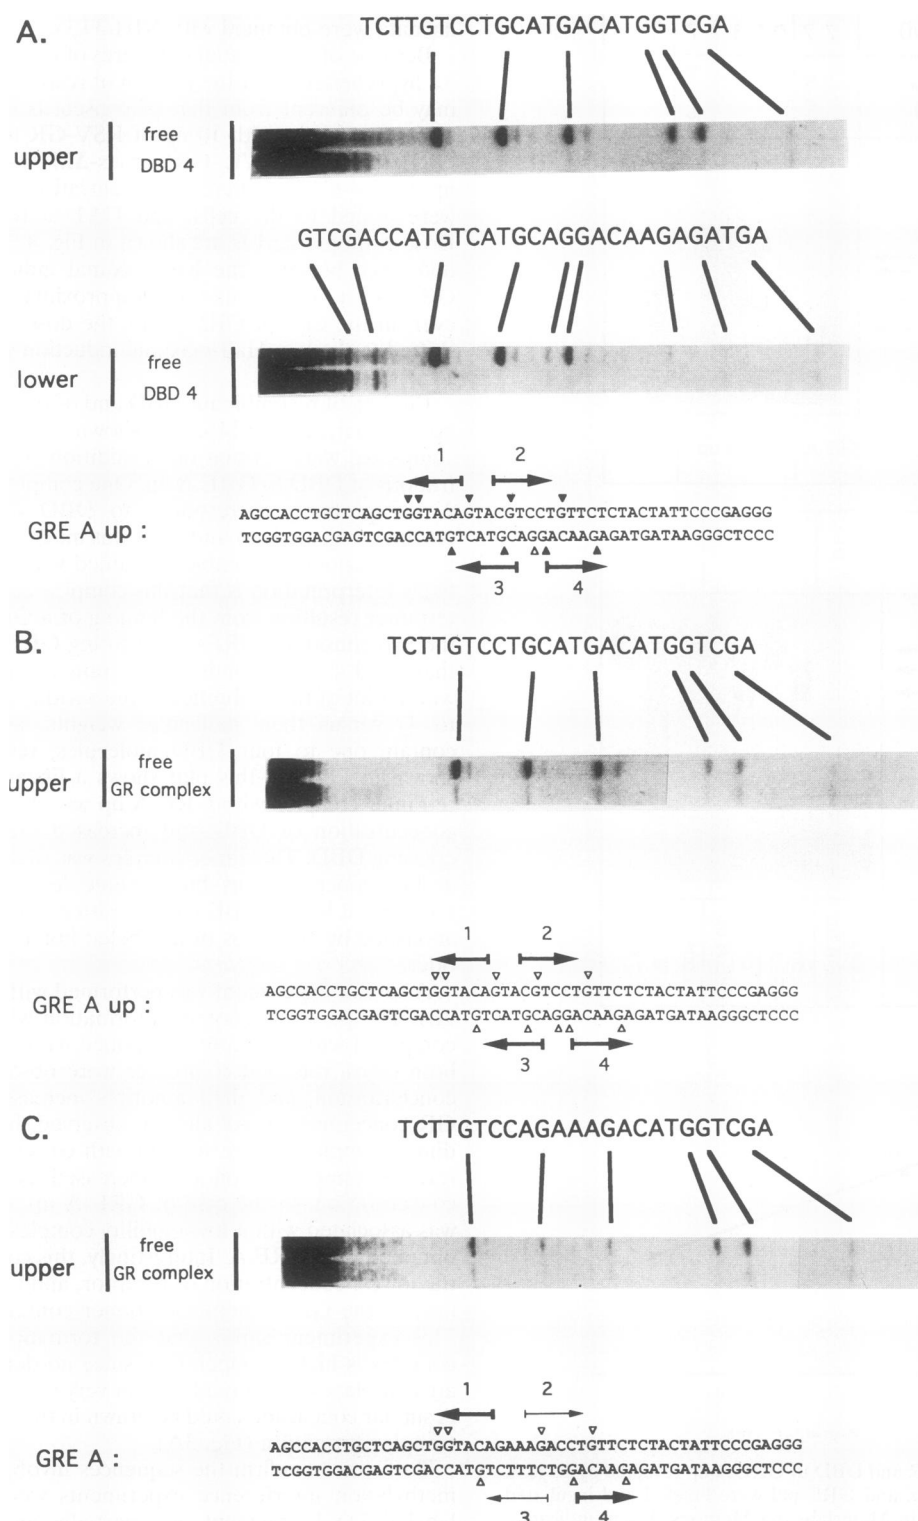 A.
TCTTGTCCTGCATGACATGGTCGA
upper
free
DBD 4
GTCGACCATGTCATGCAGGACAAGAGATGA
lower
free
DBD 4
1 2
AGCCACCTGCTCAGCTGGTACAGTACGTCCTGTTCTCTACTATTCCCGAGGG
GRE A up :
TCGGTGGACGAGTCGACCATGTCATGCAGGACAAGAGATGATAAGGGCTCCC
3 4
B.
TCTTGTCCTGCATGACATGGTCGA
upper
free
GR complex
1 2
AGCCACCTGCTCAGCTGGTACAGTACGTCCTGTTCTCTACTATTCCCGAGGG
GRE A up :
TCGGTGGACGAGTCGACCATGTCATGCAGGACAAGAGATGATAAGGGCTCCC
3 4
C.
TCTTGTCCAGAAAGACATGGTCGA
upper
free
GR complex
1 2
AGCCACCTGCTCAGCTGGTACAGAAAGACCTGTTCTCTACTATTCCCGAGGG
GRE A :
TCGGTGGACGAGTCGACCATGTCTTTCTGGACAAGAGATGATAAGGGCTCCC
3 4